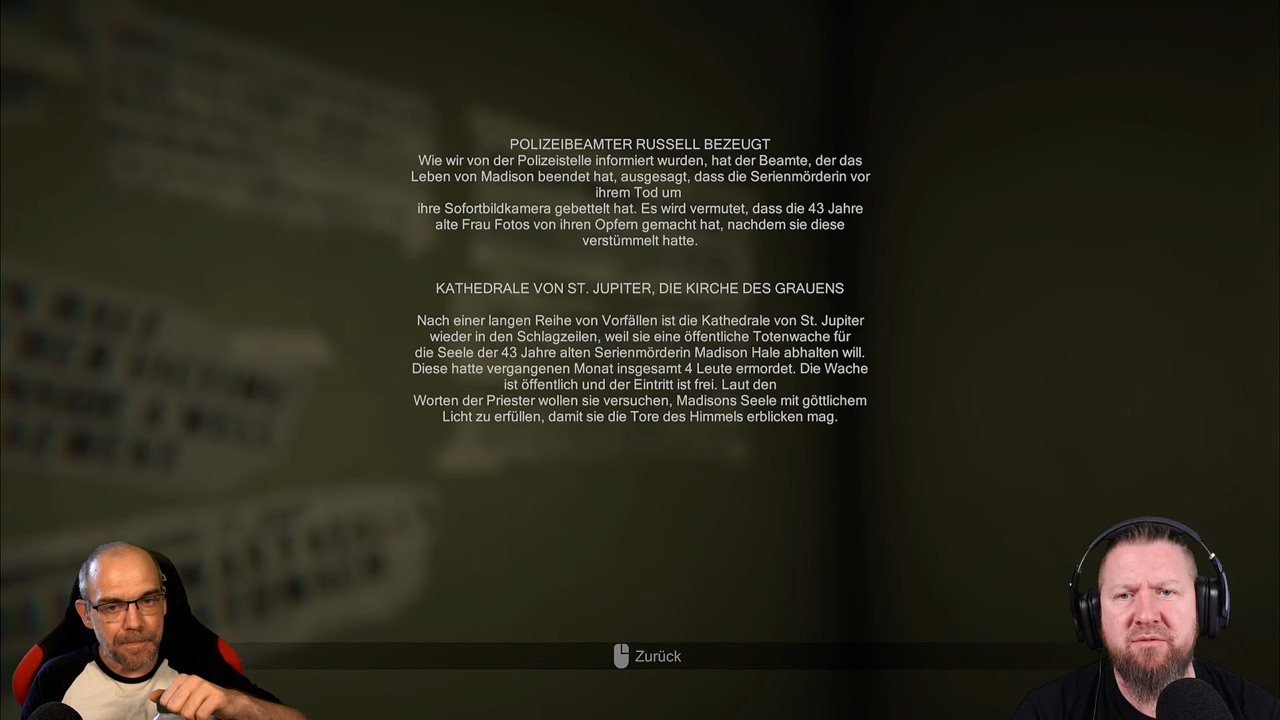 POLIZEIBEAMTER RUSSELL BEZEUGT
Wie wir von der Polizeistelle informiert wurden, hat der Beamte, der das
Leben von Madison beendet hat, ausgesagt, dass die Serienmörderin vor
ihrem Tod um
ihre Sofortbildkamera gebettelt hat. Es wird vermutet, dass die 43 Jahre
alte Frau Fotos von ihren Opfern gemacht hat, nachdem sie diese
verstümmelt hatte.
KATHEDRALE VON ST. JUPITER, DIE KIRCHE DES GRAUENS
Nach einer langen Reihe von Vorfällen ist die Kathedrale von St. Jupiter
wieder in den Schlagzeilen, weil sie eine öffentliche Totenwache für
die Seele der 43 Jahre alten Serienmörderin Madison Hale abhalten will.
Diese hatte vergangenen Monat insgesamt 4 Leute ermordet. Die Wache
ist öffentlich und der Eintritt ist frei. Laut den
Worten der Priester wollen sie versuchen, Madisons Seele mit göttlichem
Licht zu erfüllen, damit sie die Tore des Himmels erblicken mag.
Zurück